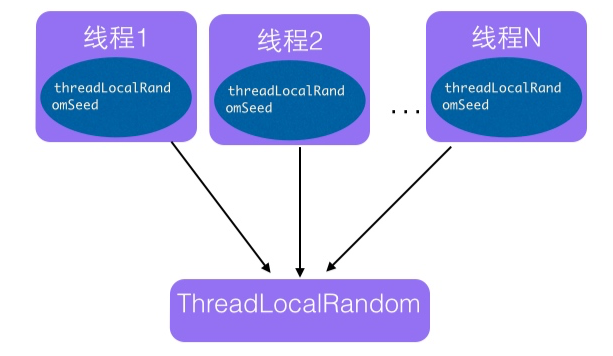 线程1
threadLocalRand
omSeed
线程2
threadLocalRand
omSeed
...
线程N
threadLocalRand
omSeed
ThreadLocalRandom